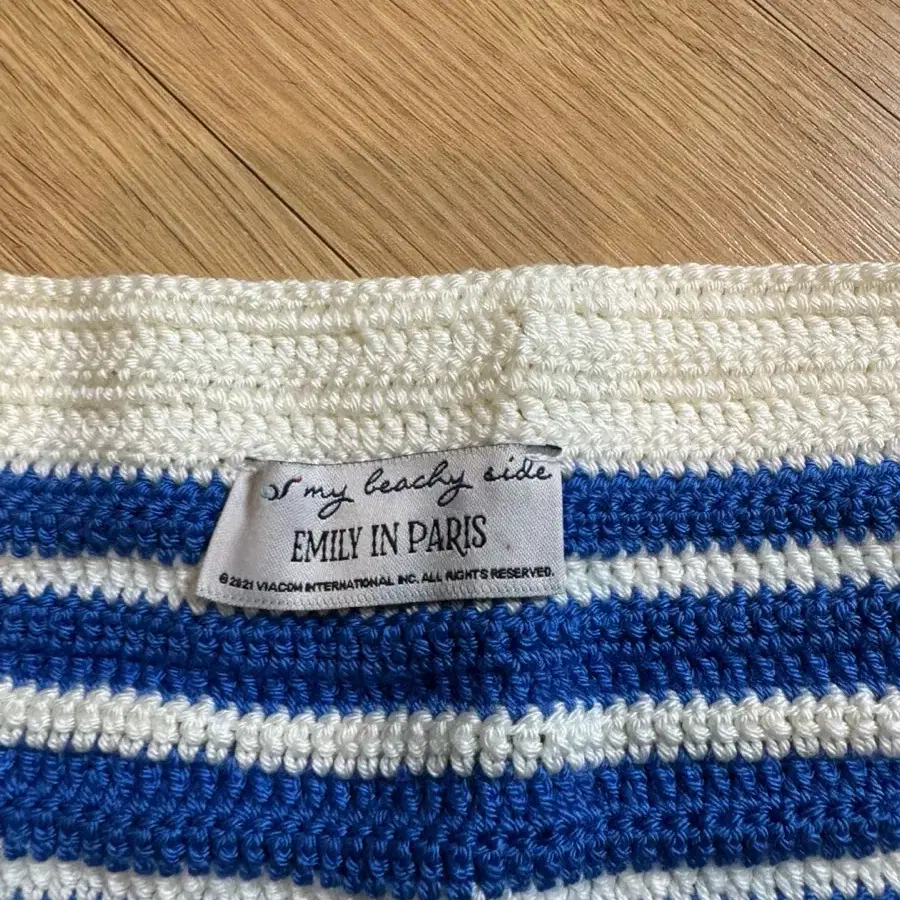 my beachy side
EMILY IN PARIS
© 2021 VIACOM INTERNATIONAL INC. ALL RIGHTS RESERVED.